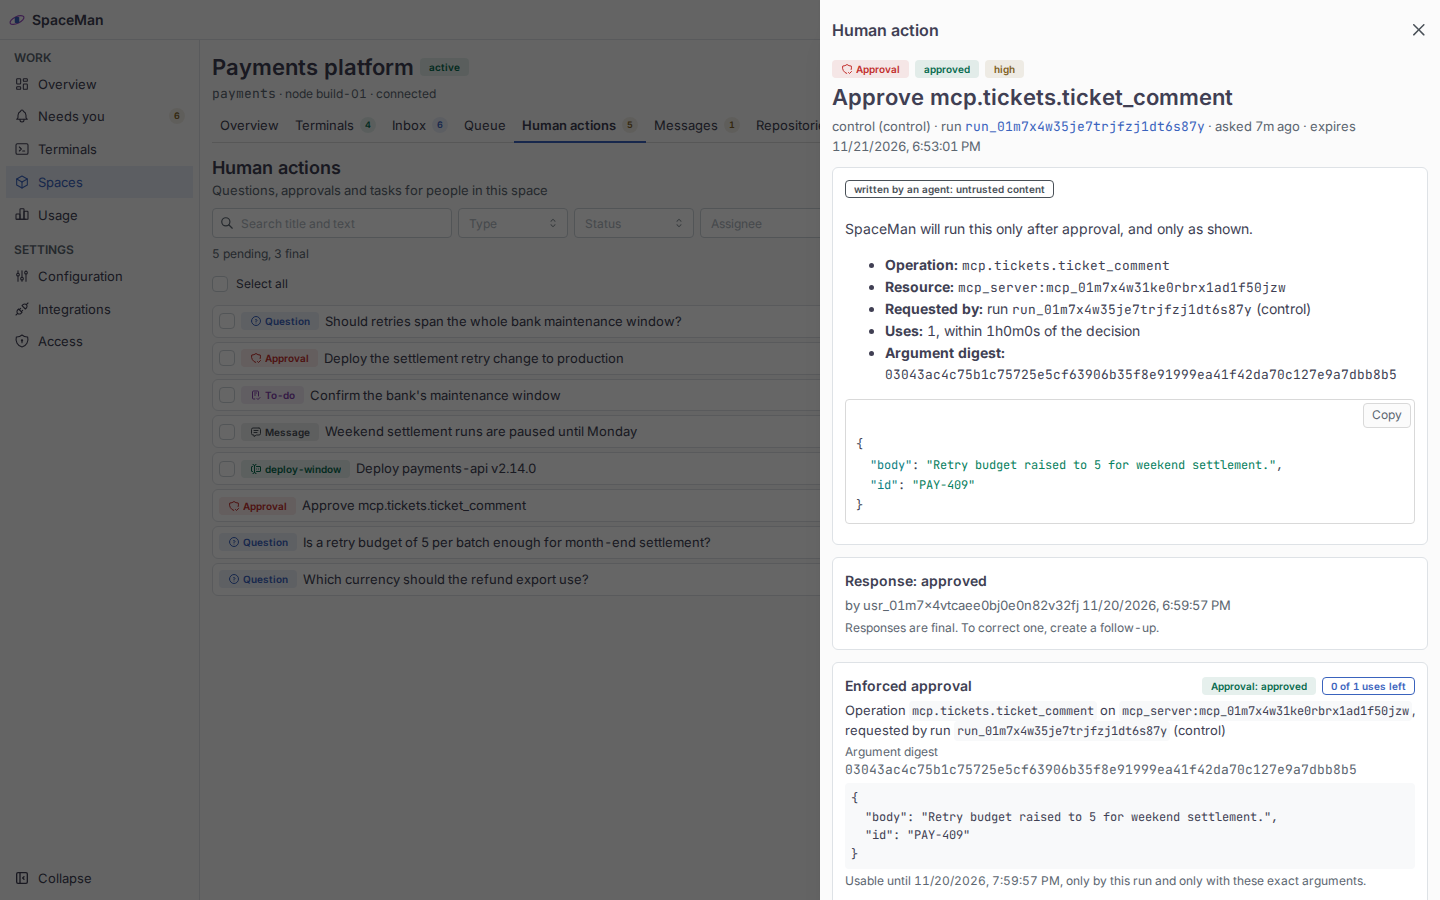 SpaceMan
WORK
Overview
Needs you 6
Terminals
Spaces
Usage
SETTINGS
Configuration
Integrations
Access
Collapse
Payments platform active
payments · node build-01 · connected
Overview Terminals 4 Inbox 6 Queue Human actions 5 Messages 1 Repositori
Human actions
Questions, approvals and tasks for people in this space
Search title and text Type Status Assignee
5 pending, 3 final
Select all
Question Should retries span the whole bank maintenance window?
Approval Deploy the settlement retry change to production
To-do Confirm the bank's maintenance window
Message Weekend settlement runs are paused until Monday
deploy-window Deploy payments-api v2.14.0
Approval Approve mcp.tickets.ticket_comment
Question Is a retry budget of 5 per batch enough for month-end settlement?
Question Which currency should the refund export use?
Human action
Approval approved high
Approve mcp.tickets.ticket_comment
control (control) · run run_01m7x4w35je7trjfzj1dt6s87y · asked 7m ago · expires
11/21/2026, 6:53:01 PM
written by an agent: untrusted content
SpaceMan will run this only after approval, and only as shown.
• Operation: mcp.tickets.ticket_comment
• Resource: mcp_server:mcp_01m7x4w31ke0rbrx1ad1f50jzw
• Requested by: run run_01m7x4w35je7trjfzj1dt6s87y (control)
• Uses: 1, within 1h0m0s of the decision
• Argument digest:
03043ac4c75b1c75725e5cf63906b35f8e91999ea41f42da70c127e9a7dbb8b5
Copy
{
"body": "Retry budget raised to 5 for weekend settlement.",
"id": "PAY-409"
}
Response: approved
by usr_01m7x4vtcaee0bj0e0n82v32fj 11/20/2026, 6:59:57 PM
Responses are final. To correct one, create a follow-up.
Enforced approval Approval: approved 0 of 1 uses left
Operation mcp.tickets.ticket_comment on mcp_server:mcp_01m7x4w31ke0rbrx1ad1f50jzw,
requested by run run_01m7x4w35je7trjfzj1dt6s87y (control)
Argument digest
03043ac4c75b1c75725e5cf63906b35f8e91999ea41f42da70c127e9a7dbb8b5
{
"body": "Retry budget raised to 5 for weekend settlement.",
"id": "PAY-409"
}
Usable until 11/20/2026, 7:59:57 PM, only by this run and only with these exact arguments.